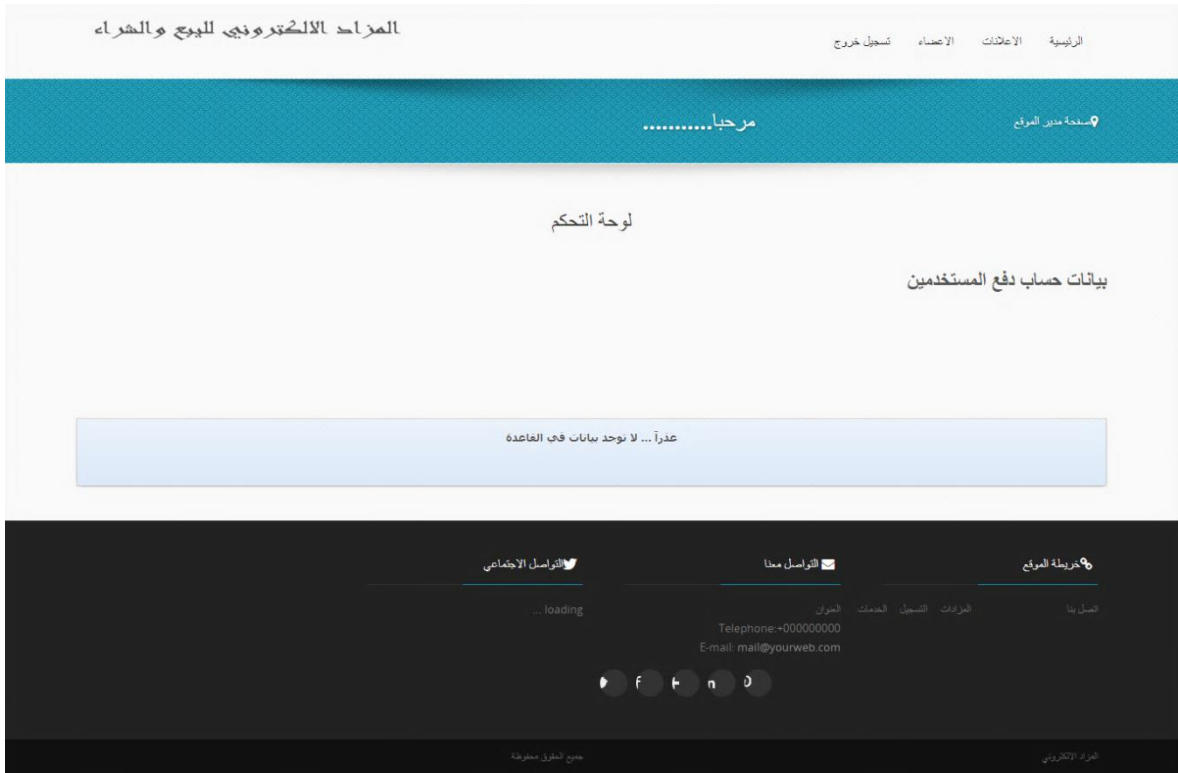 المزاد الالكتروني للبيع والشراء
الرئيسية الاعلانات الاعضاء تسجيل خروج
صفحة مدير الموقع
مرحبا...........
لوحة التحكم
بيانات حساب دفع المستخدمين
عذرآ ... لا توجد بيانات في القاعدة
خريطة الموقع
اتصل بنا المزادات التسجيل الخدمات
التواصل معنا
العنوان
Telephone:+000000000
E-mail: mail@yourweb.com
التواصل الاجتماعي
loading ...
المزاد الالكتروني
جميع الحقوق محفوظة